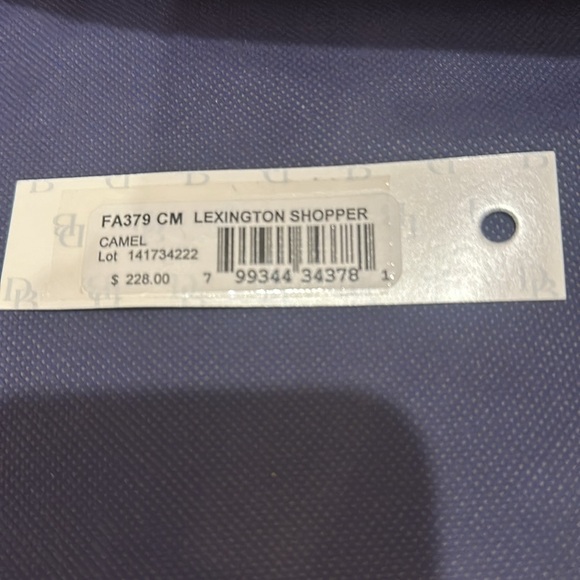 FA379 CM LEXINGTON SHOPPER
CAMEL
Lot 141734222
$ 228.00
7 99344 34378 1